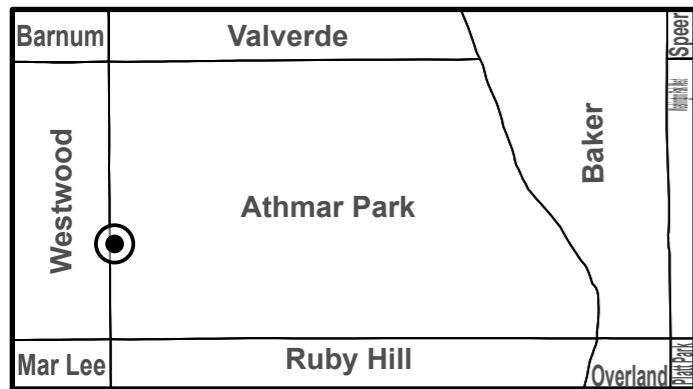 Barnum
Valverde
Speer
Westwood
Athmar Park
Baker
Mar Lee
Ruby Hill
Overland
Platt Park